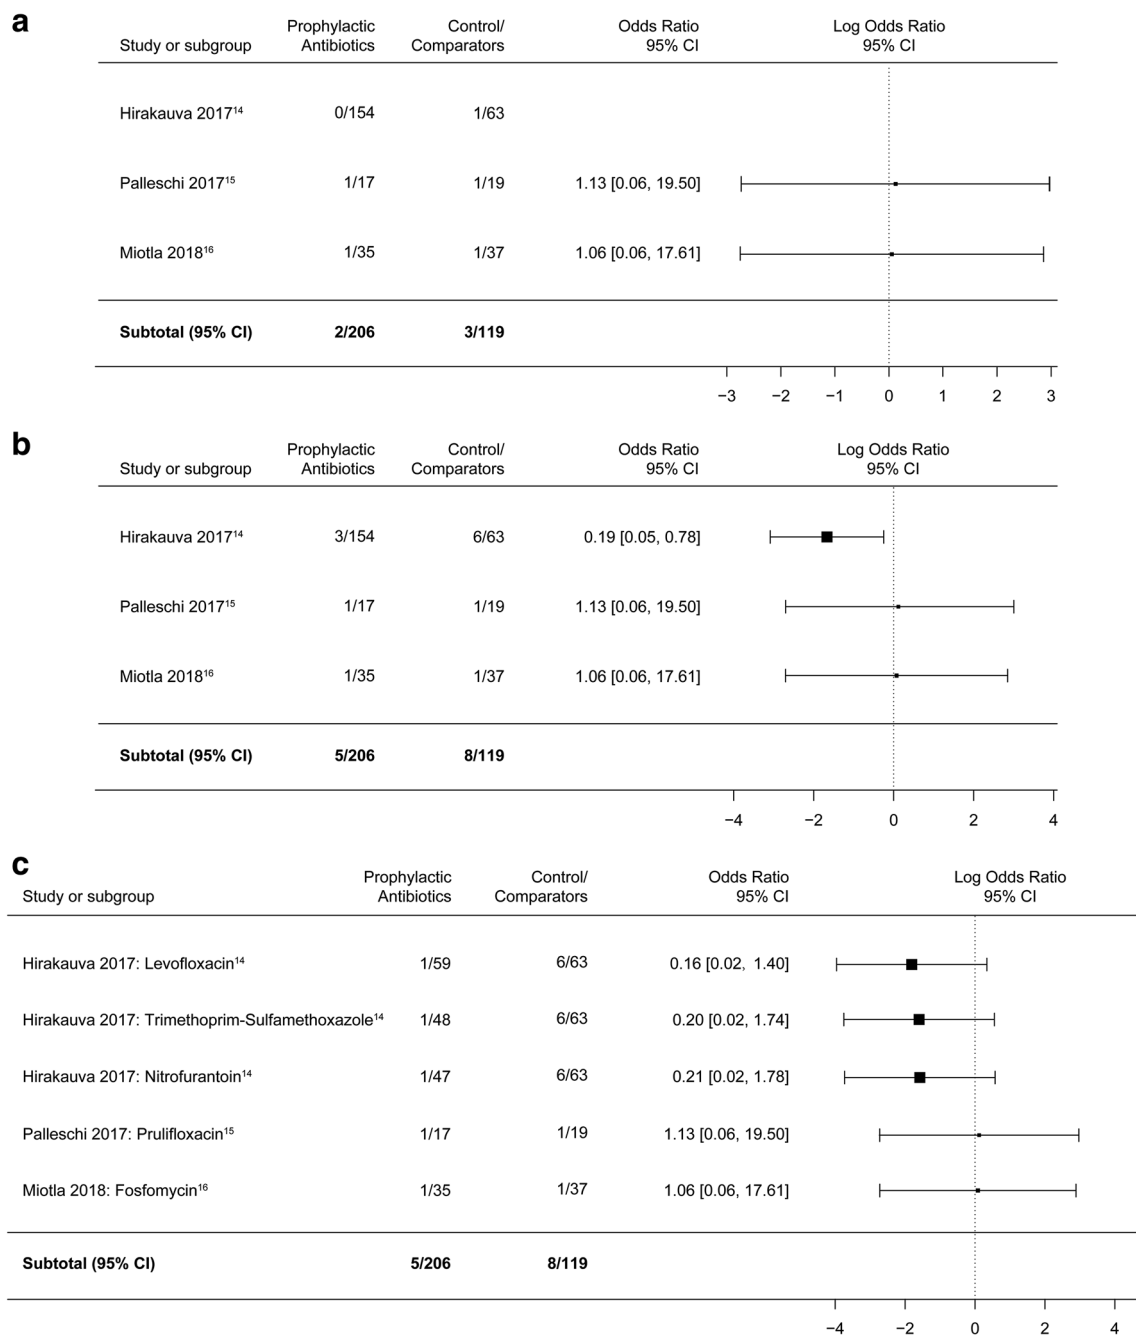 a
Study or subgroup Prophylactic Antibiotics Control/ Comparators Odds Ratio 95% CI Log Odds Ratio 95% CI
Hirakauva 2017¹⁴ 0/154 1/63
Palleschi 2017¹⁵ 1/17 1/19 1.13 [0.06, 19.50]
Miotla 2018¹⁶ 1/35 1/37 1.06 [0.06, 17.61]
Subtotal (95% CI) 2/206 3/119
−3 −2 −1 0 1 2 3
b
Study or subgroup Prophylactic Antibiotics Control/ Comparators Odds Ratio 95% CI Log Odds Ratio 95% CI
Hirakauva 2017¹⁴ 3/154 6/63 0.19 [0.05, 0.78]
Palleschi 2017¹⁵ 1/17 1/19 1.13 [0.06, 19.50]
Miotla 2018¹⁶ 1/35 1/37 1.06 [0.06, 17.61]
Subtotal (95% CI) 5/206 8/119
−4 −2 0 2 4
c
Study or subgroup Prophylactic Antibiotics Control/ Comparators Odds Ratio 95% CI Log Odds Ratio 95% CI
Hirakauva 2017: Levofloxacin¹⁴ 1/59 6/63 0.16 [0.02, 1.40]
Hirakauva 2017: Trimethoprim-Sulfamethoxazole¹⁴ 1/48 6/63 0.20 [0.02, 1.74]
Hirakauva 2017: Nitrofurantoin¹⁴ 1/47 6/63 0.21 [0.02, 1.78]
Palleschi 2017: Prulifloxacin¹⁵ 1/17 1/19 1.13 [0.06, 19.50]
Miotla 2018: Fosfomycin¹⁶ 1/35 1/37 1.06 [0.06, 17.61]
Subtotal (95% CI) 5/206 8/119
−4 −2 0 2 4